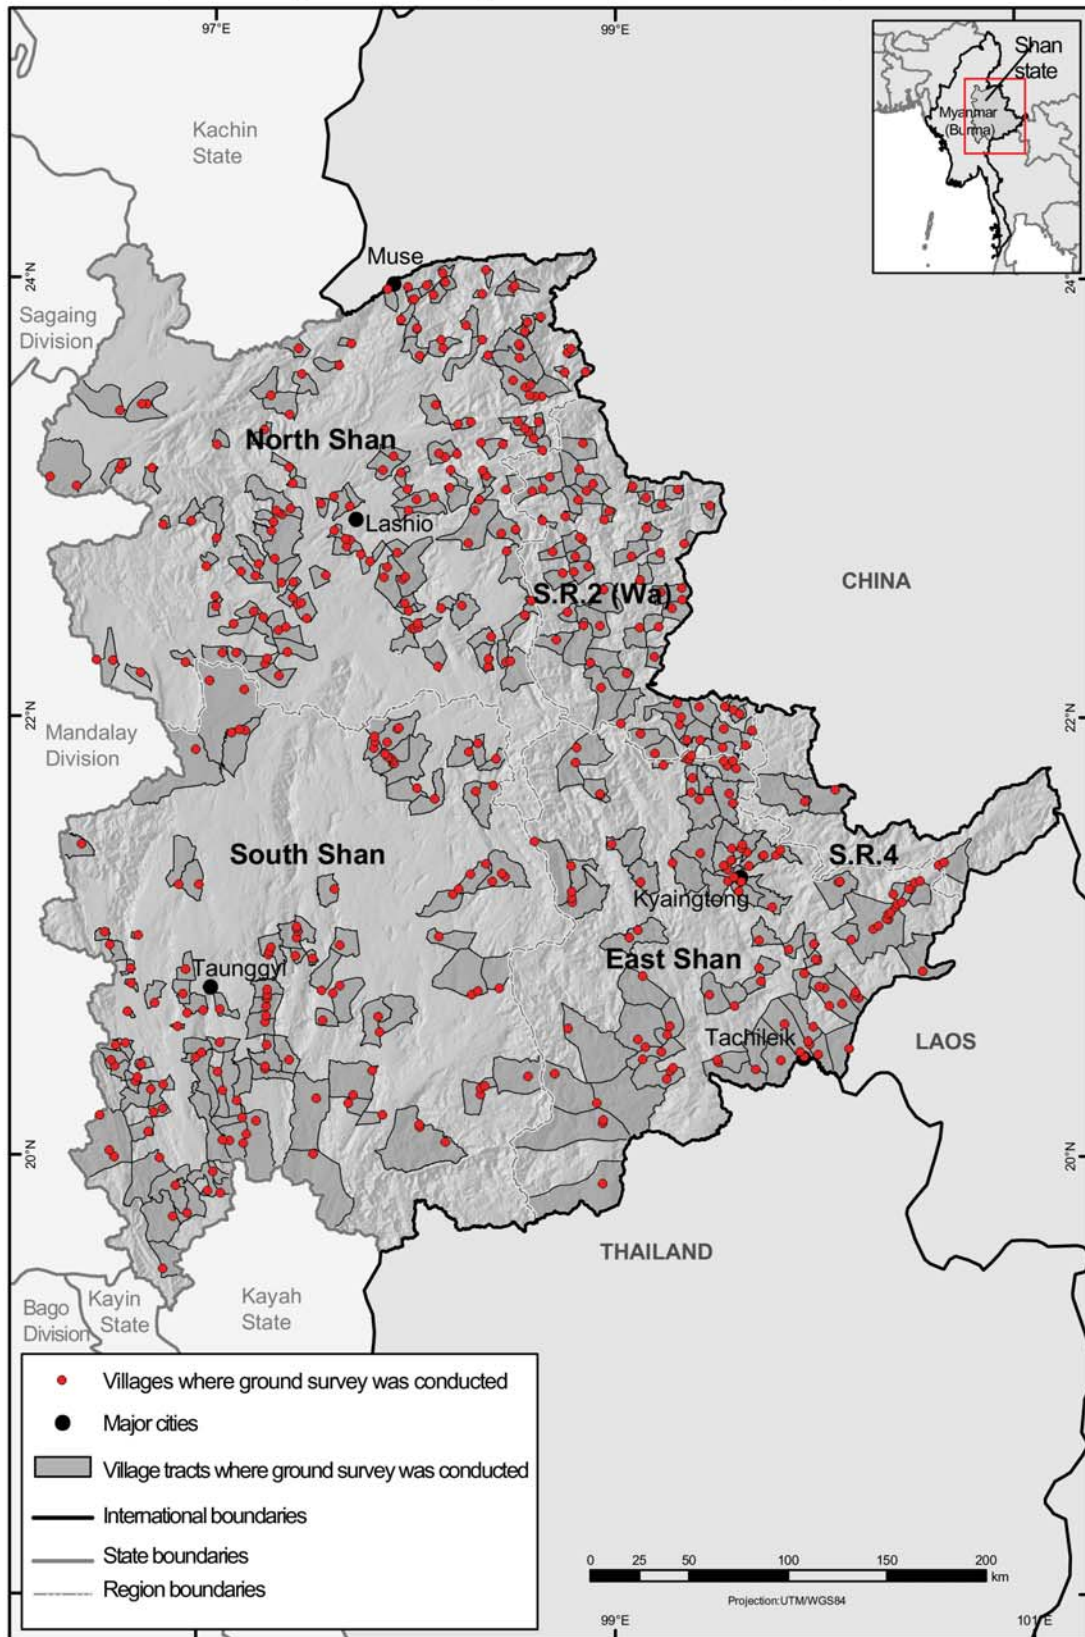 97°E
99°E
Shan
state
Myanmar
(Burma)
Kachin
State
Muse
24°N
24°
Sagaing
Division
North Shan
Lashio
CHINA
S.R.2 (Wa)
22°N
22°N
Mandalay
Division
South Shan
S.R.4
Kyaingtong
East Shan
Taunggyi
Tachileik
LAOS
20°N
20°N
THAILAND
Bago
Division
Kayin
State
Kayah
State
Villages where ground survey was conducted
Major cities
Village tracts where ground survey was conducted
International boundaries
State boundaries
Region boundaries
0 25 50 100 150 200
km
Projection:UTM/WGS84
99°E
101°E